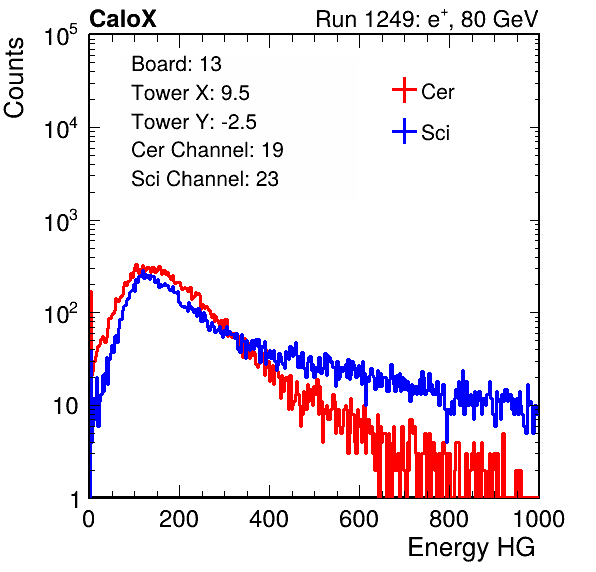 CaloX Run 1249: e⁺, 80 GeV
Counts
10⁵
10⁴
10³
10²
10
1
Board: 13
Tower X: 9.5
Tower Y: -2.5
Cer Channel: 19
Sci Channel: 23
Cer
Sci
0 200 400 600 800 1000
Energy HG